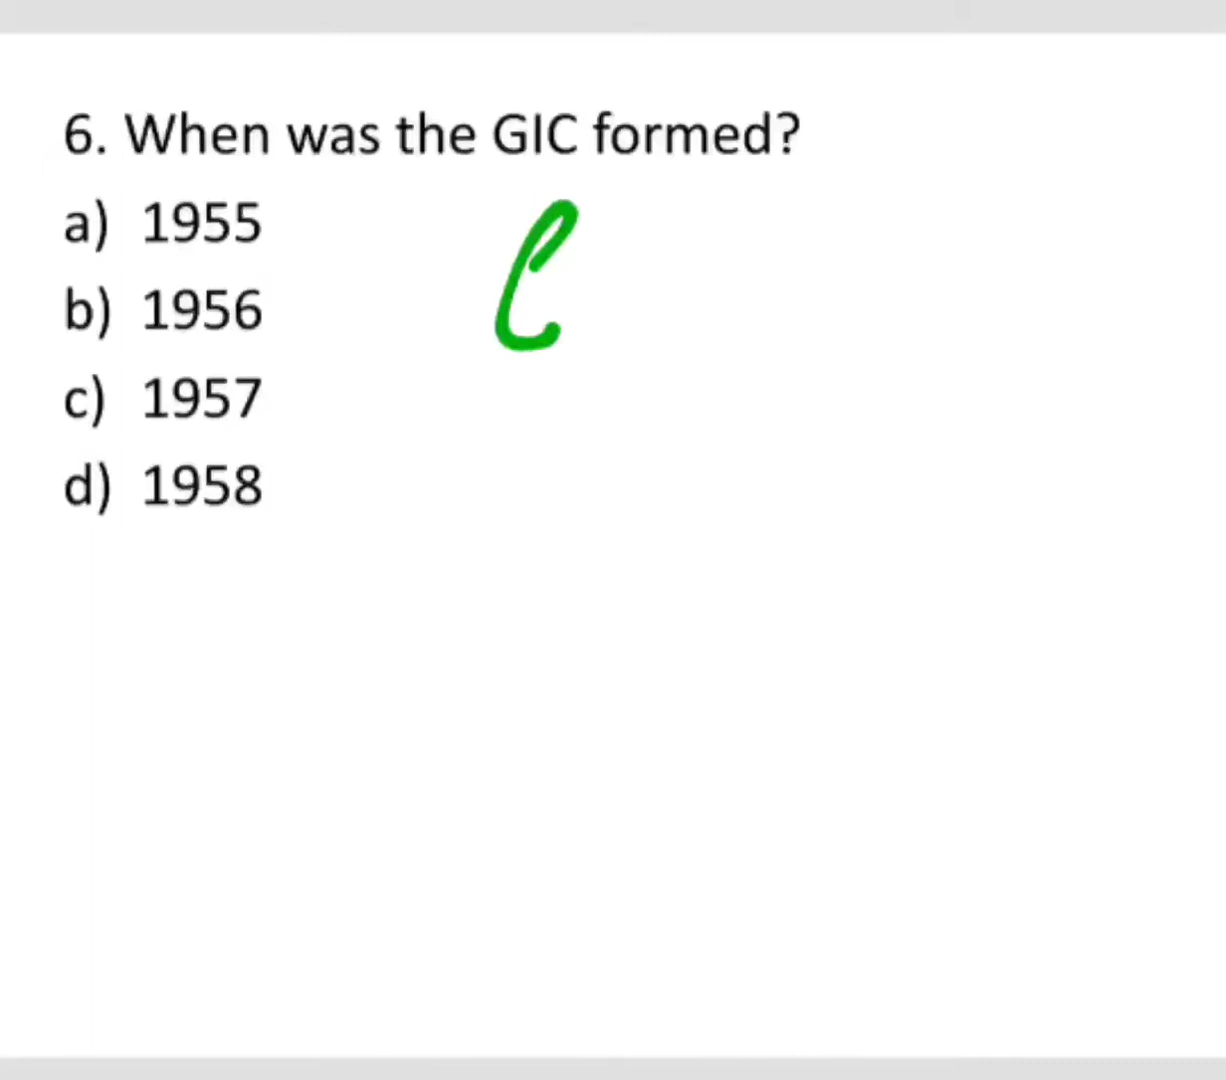 6. When was the GIC formed?
a) 1955
b) 1956
c) 1957
d) 1958